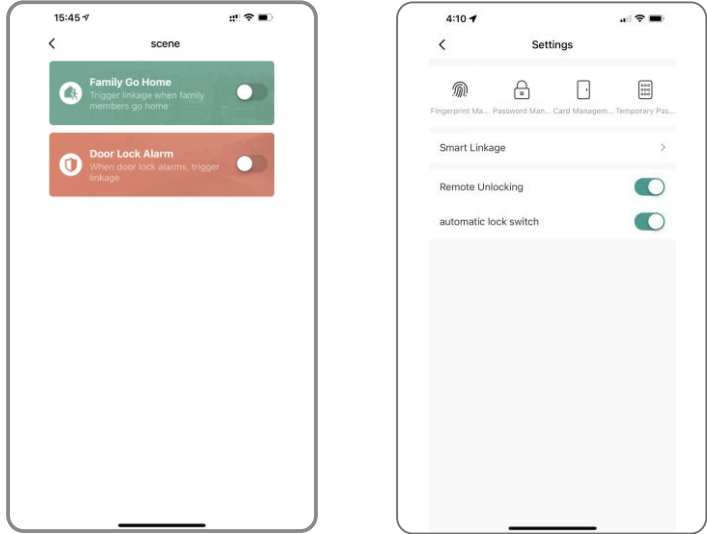 15:45
scene
Family Go Home
Trigger linkage when family
members go home
Door Lock Alarm
When door lock alarms, trigger
linkage
4:10
Settings
Fingerprint Ma... Password Man... Card Managem... Temporary Pas...
Smart Linkage
Remote Unlocking
automatic lock switch